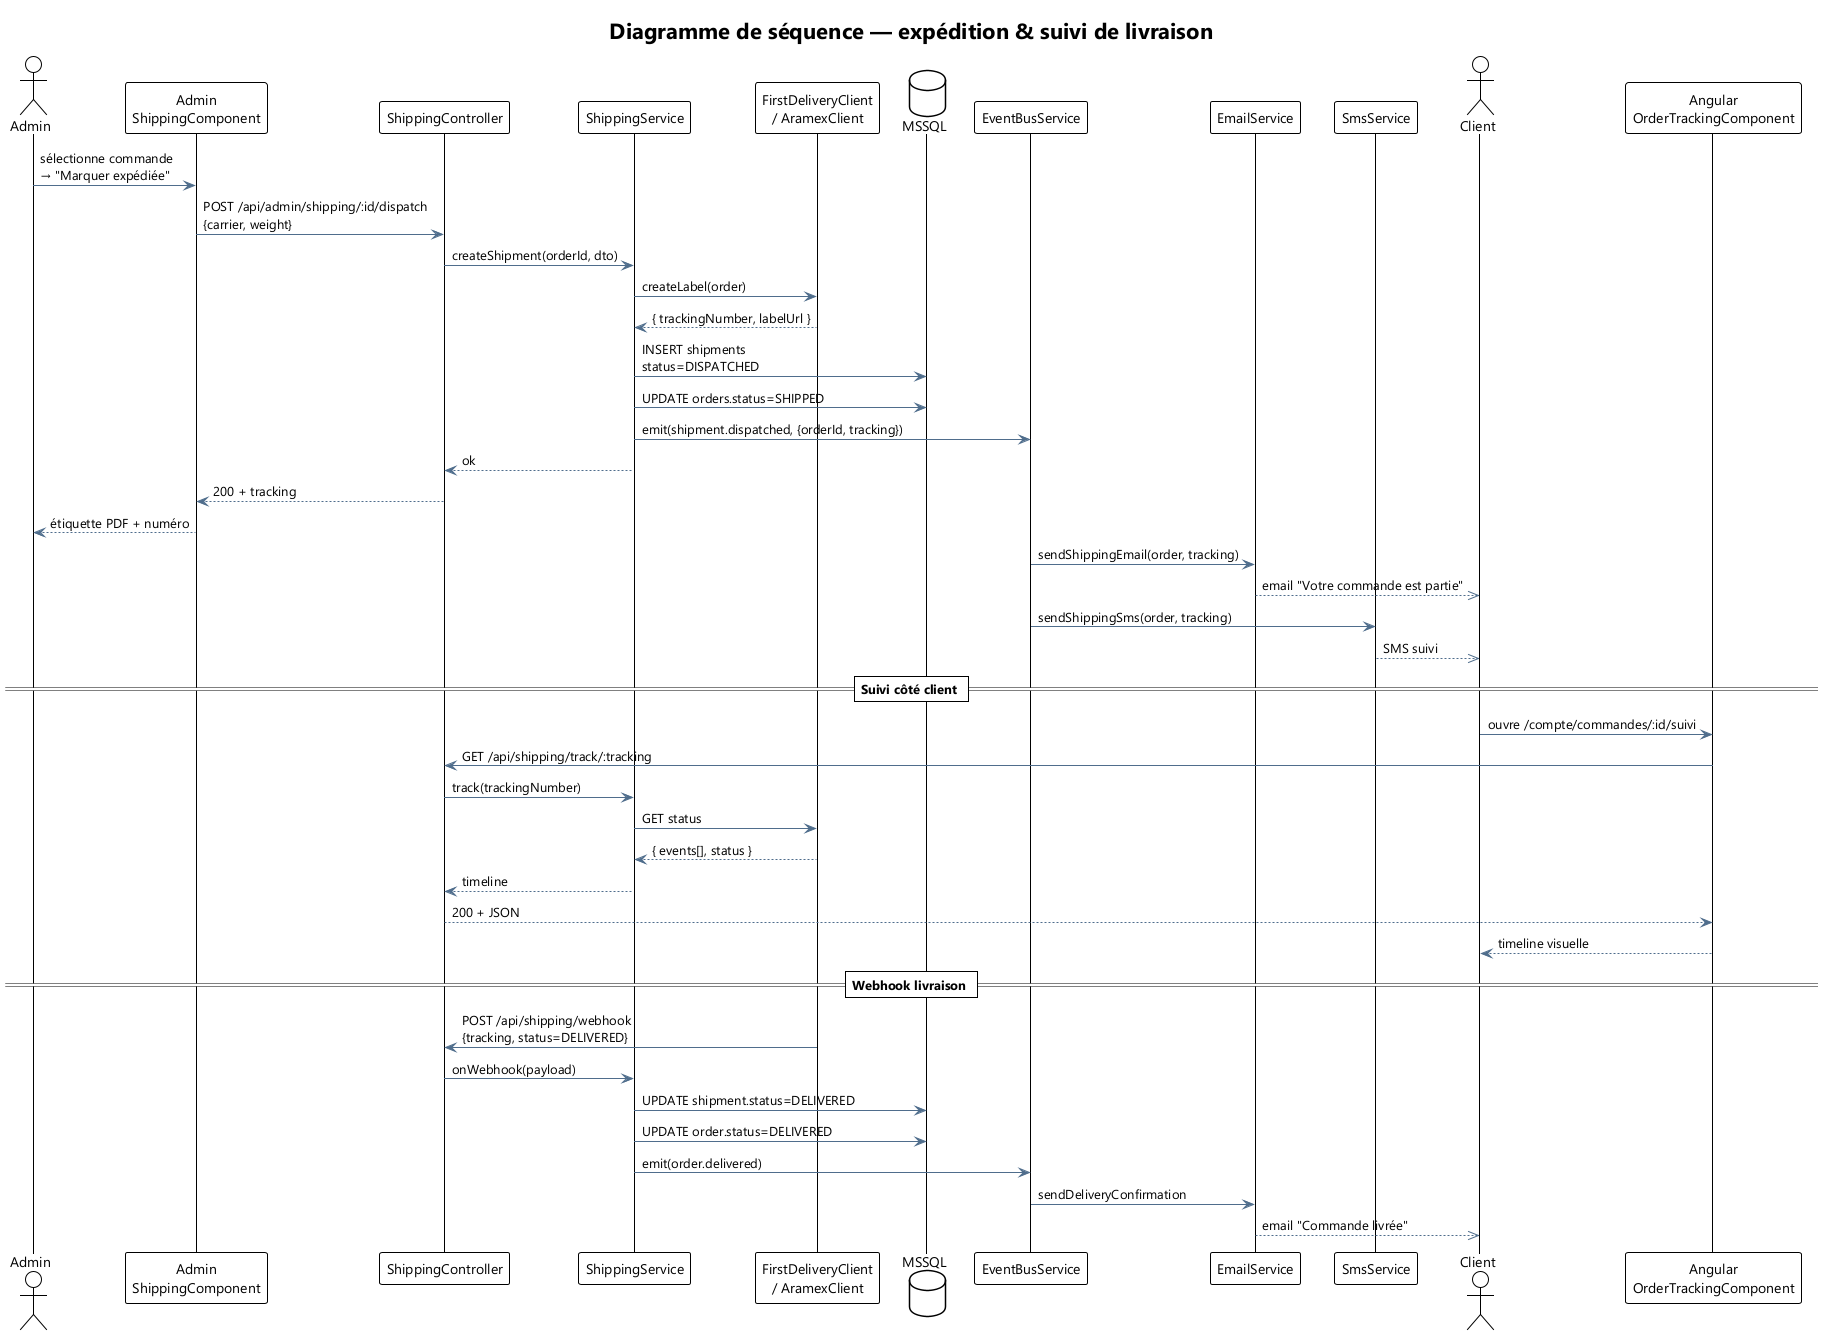 Diagramme de séquence — expédition & suivi de livraison
Admin
Admin
ShippingComponent
ShippingController
ShippingService
FirstDeliveryClient
/ AramexClient
MSSQL
EventBusService
EmailService
SmsService
Client
Angular
OrderTrackingComponent
sélectionne commande
→ "Marquer expédiée"
POST /api/admin/shipping/:id/dispatch
{carrier, weight}
createShipment(orderId, dto)
createLabel(order)
{ trackingNumber, labelUrl }
INSERT shipments
status=DISPATCHED
UPDATE orders.status=SHIPPED
emit(shipment.dispatched, {orderId, tracking})
ok
200 + tracking
étiquette PDF + numéro
sendShippingEmail(order, tracking)
email "Votre commande est partie"
sendShippingSms(order, tracking)
SMS suivi
Suivi côté client
ouvre /compte/commandes/:id/suivi
GET /api/shipping/track/:tracking
track(trackingNumber)
GET status
{ events[], status }
timeline
200 + JSON
timeline visuelle
Webhook livraison
POST /api/shipping/webhook
{tracking, status=DELIVERED}
onWebhook(payload)
UPDATE shipment.status=DELIVERED
UPDATE order.status=DELIVERED
emit(order.delivered)
sendDeliveryConfirmation
email "Commande livrée"
Admin
Admin
ShippingComponent
ShippingController
ShippingService
FirstDeliveryClient
/ AramexClient
MSSQL
EventBusService
EmailService
SmsService
Client
Angular
OrderTrackingComponent